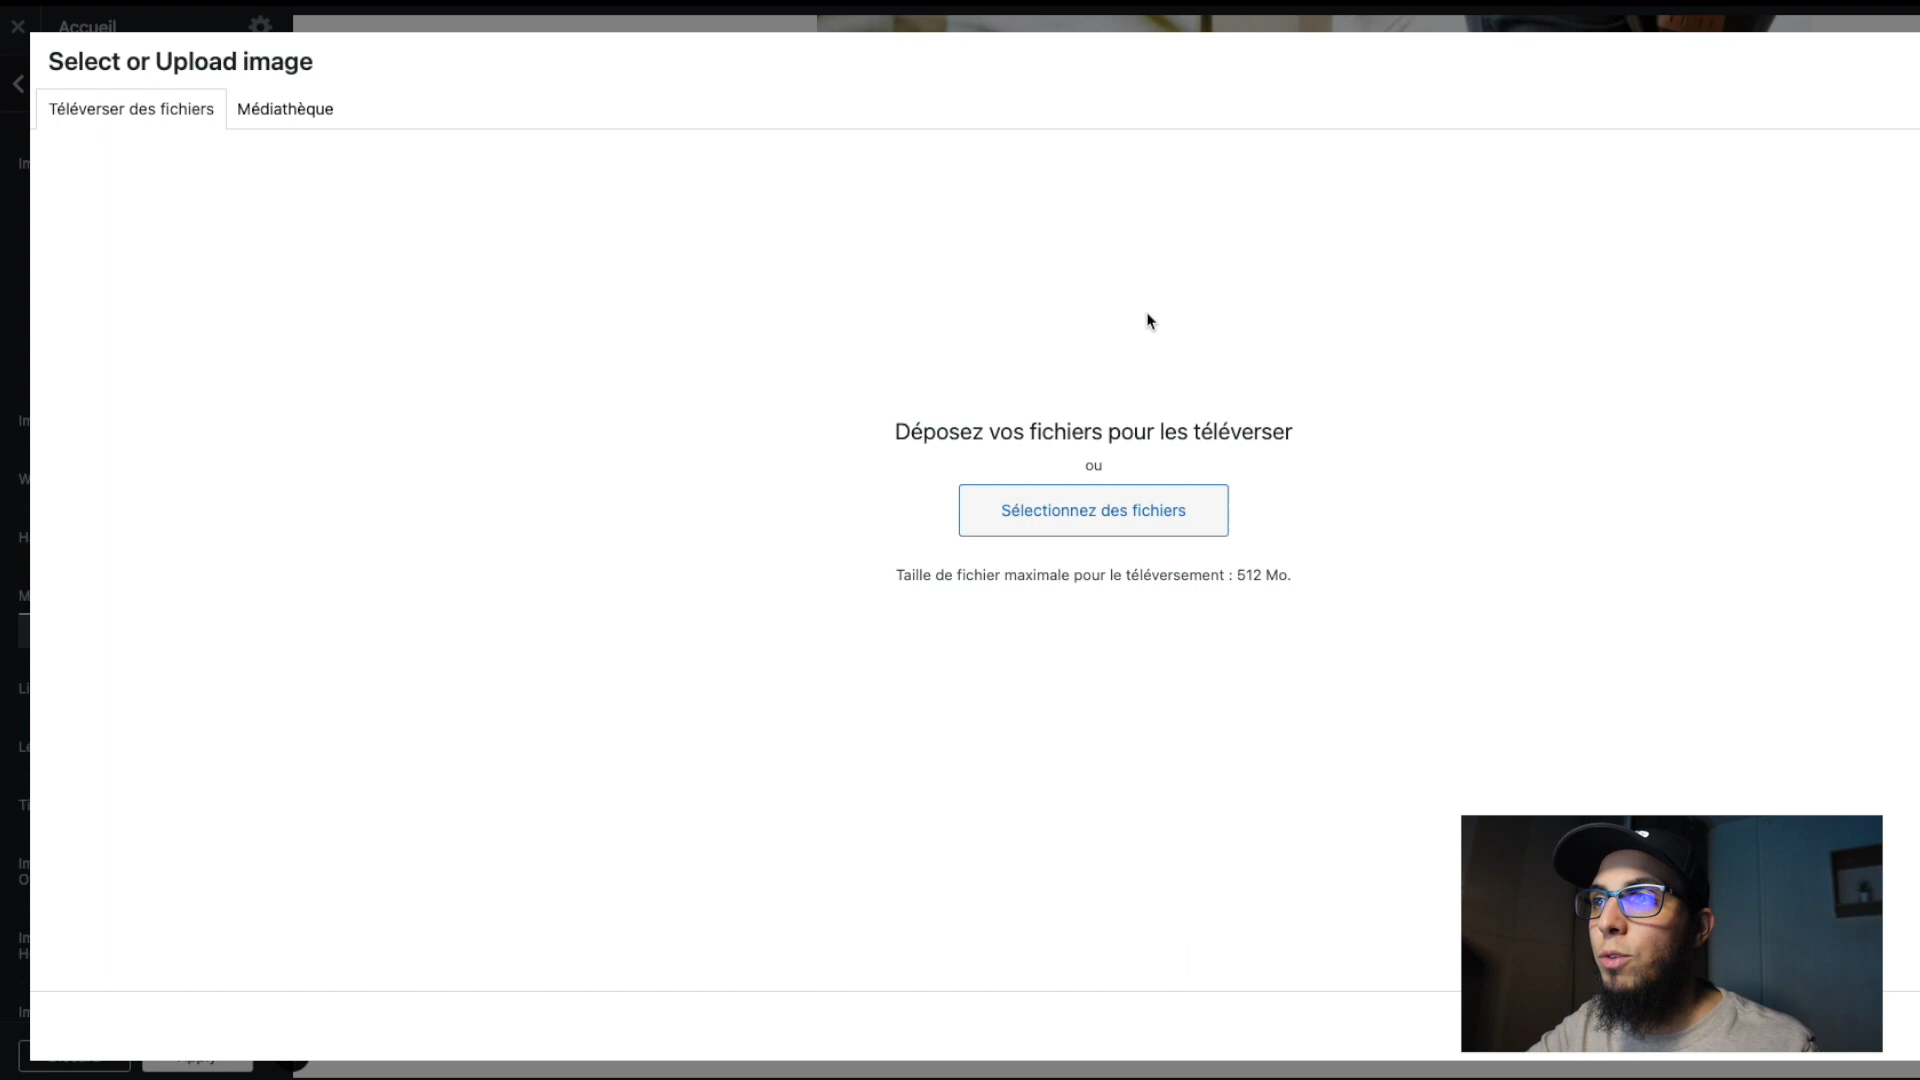 Accueil
Select or Upload image
Téléverser des fichiers
Médiathèque
Déposez vos fichiers pour les téléverser
ou
Sélectionnez des fichiers
Taille de fichier maximale pour le téléversement : 512 Mo.